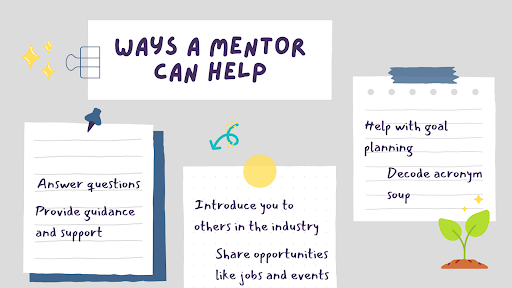 WAYS A MENTOR
CAN HELP
Answer questions
Provide guidance
and support
Introduce you to
others in the industry
Share opportunities
like jobs and events
Help with goal
planning
Decode acronym
soup